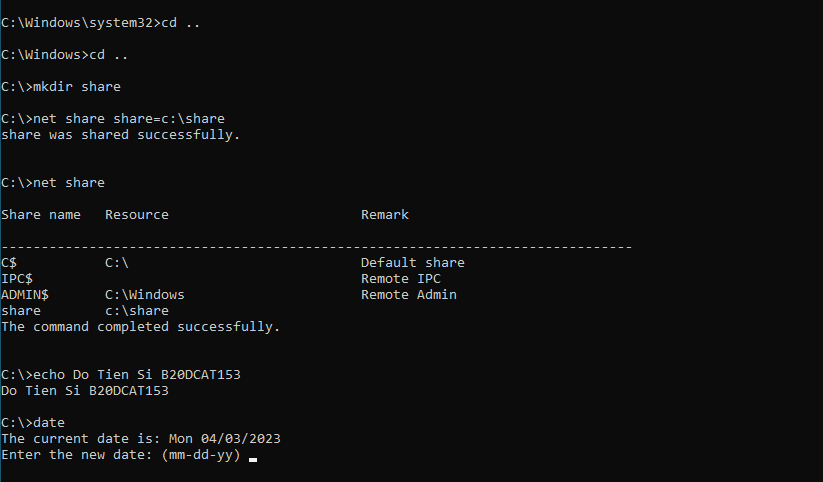 C:\Windows\system32>cd ..
C:\Windows>cd ..
C:\>mkdir share
C:\>net share share=c:\share
share was shared successfully.
C:\>net share
Share name   Resource                        Remark
-------------------------------------------------------------------------------
C$           C:\                             Default share
IPC$                                         Remote IPC
ADMIN$       C:\Windows                      Remote Admin
share        c:\share
The command completed successfully.
C:\>echo Do Tien Si B20DCAT153
Do Tien Si B20DCAT153
C:\>date
The current date is: Mon 04/03/2023
Enter the new date: (mm-dd-yy)